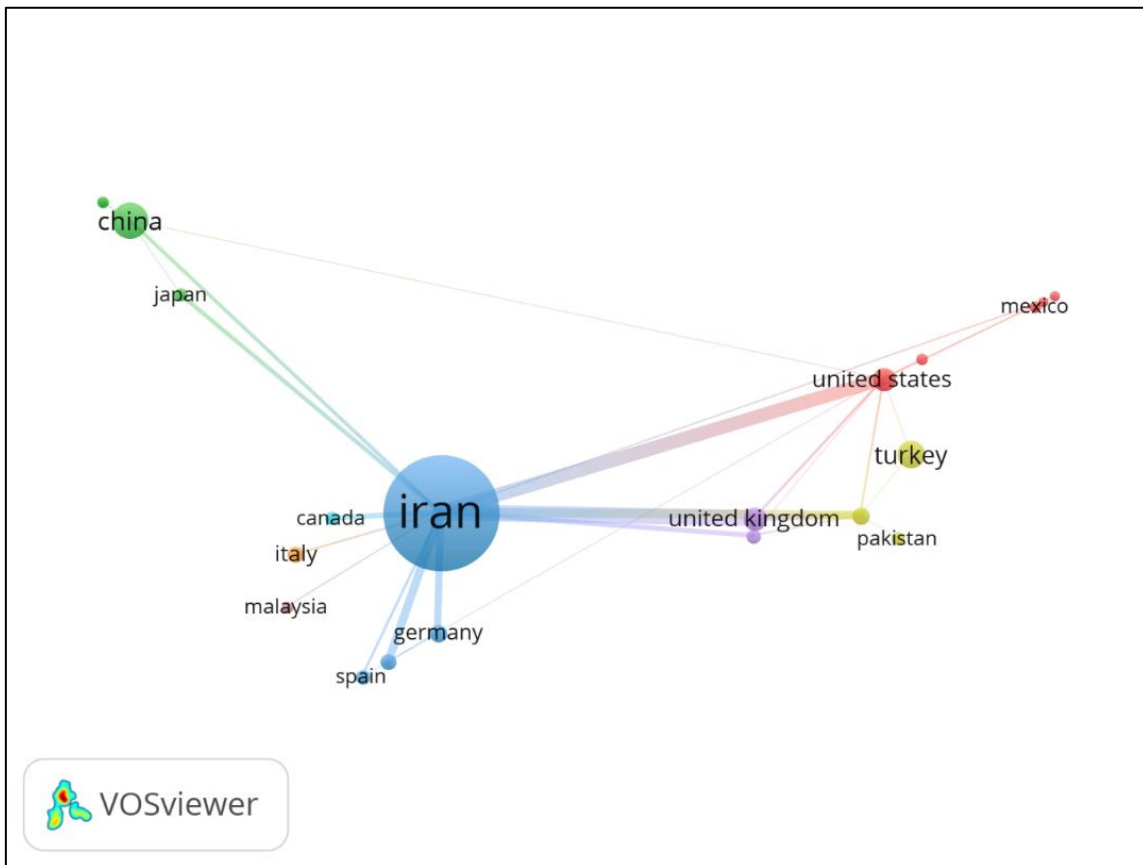 china
japan
mexico
united states
turkey
iran
canada
united kingdom
pakistan
italy
malaysia
germany
spain
VOSviewer